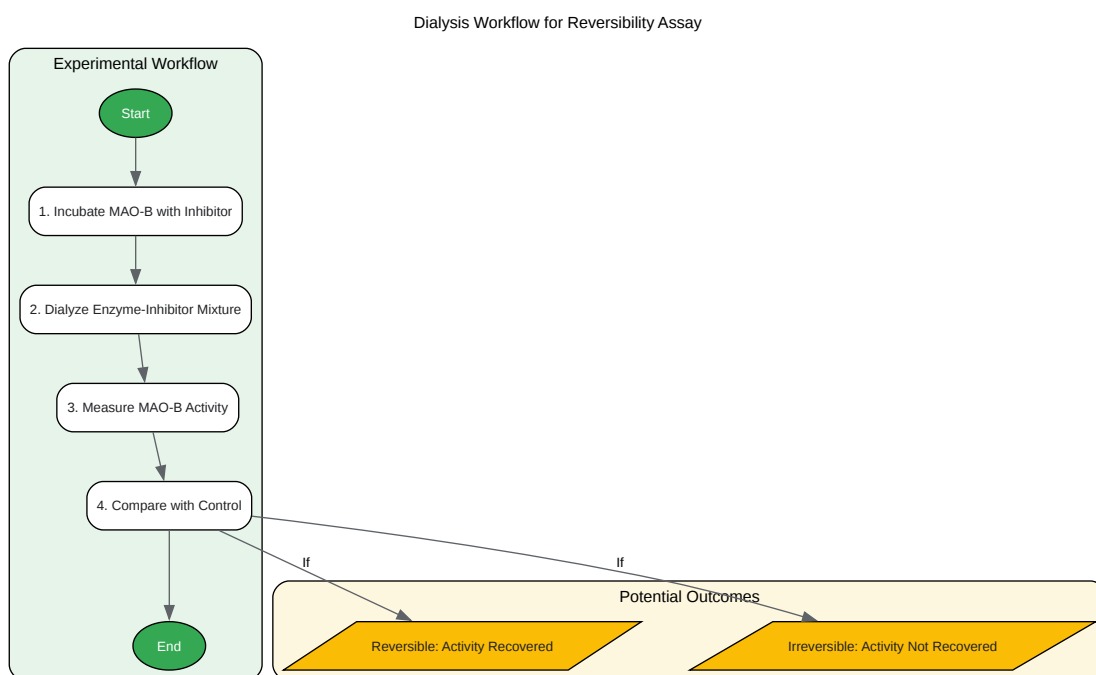 Dialysis Workflow for Reversibility Assay
Experimental Workflow
Start
1. Incubate MAO-B with Inhibitor
2. Dialyze Enzyme-Inhibitor Mixture
3. Measure MAO-B Activity
4. Compare with Control
If
If
Potential Outcomes
End
Reversible: Activity Recovered
Irreversible: Activity Not Recovered